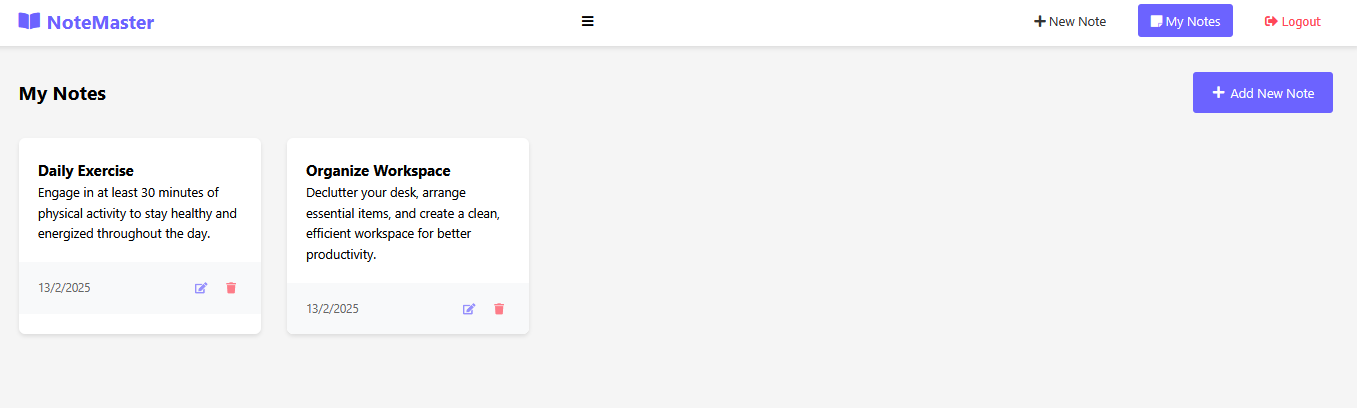 NoteMaster
New Note
My Notes
Logout
My Notes
Add New Note
Daily Exercise
Engage in at least 30 minutes of
physical activity to stay healthy and
energized throughout the day.
13/2/2025
Organize Workspace
Declutter your desk, arrange
essential items, and create a clean,
efficient workspace for better
productivity.
13/2/2025